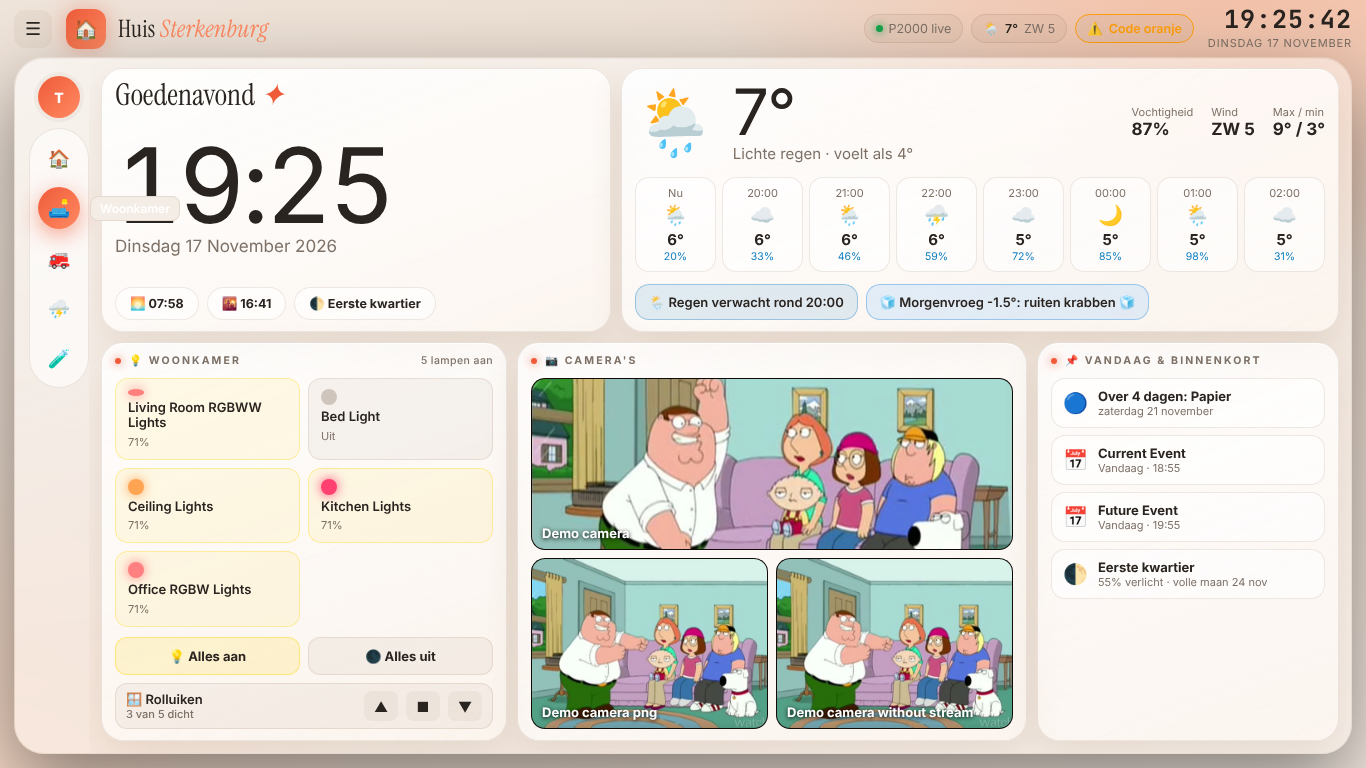 ☰ 🏠 Huis Sterkenburg
P2000 live
🌦️ 7° ZW 5
⚠️ Code oranje
19:25:42
DINSDAG 17 NOVEMBER
T
Woonkamer
Goedenavond ✦
19:25
Dinsdag 17 November 2026
🌅 07:58
🌇 16:41
🌓 Eerste kwartier
7°
Lichte regen · voelt als 4°
Vochtigheid
87%
Wind
ZW 5
Max / min
9° / 3°
Nu
6°
20%
20:00
6°
33%
21:00
6°
46%
22:00
6°
59%
23:00
5°
72%
00:00
5°
85%
01:00
5°
98%
02:00
5°
31%
🌦️ Regen verwacht rond 20:00
🧊 Morgenvroeg -1.5°: ruiten krabben 🧊
💡 WOONKAMER
5 lampen aan
Living Room RGBWW
Lights
71%
Bed Light
Uit
Ceiling Lights
71%
Kitchen Lights
71%
Office RGBW Lights
71%
💡 Alles aan
🌑 Alles uit
🪟 Rolluiken
3 van 5 dicht
▲ ■ ▼
📷 CAMERA'S
Demo camera
Demo camera png
Demo camera without stream
📌 VANDAAG & BINNENKORT
Over 4 dagen: Papier
zaterdag 21 november
Current Event
Vandaag · 18:55
Future Event
Vandaag · 19:55
Eerste kwartier
55% verlicht · volle maan 24 nov